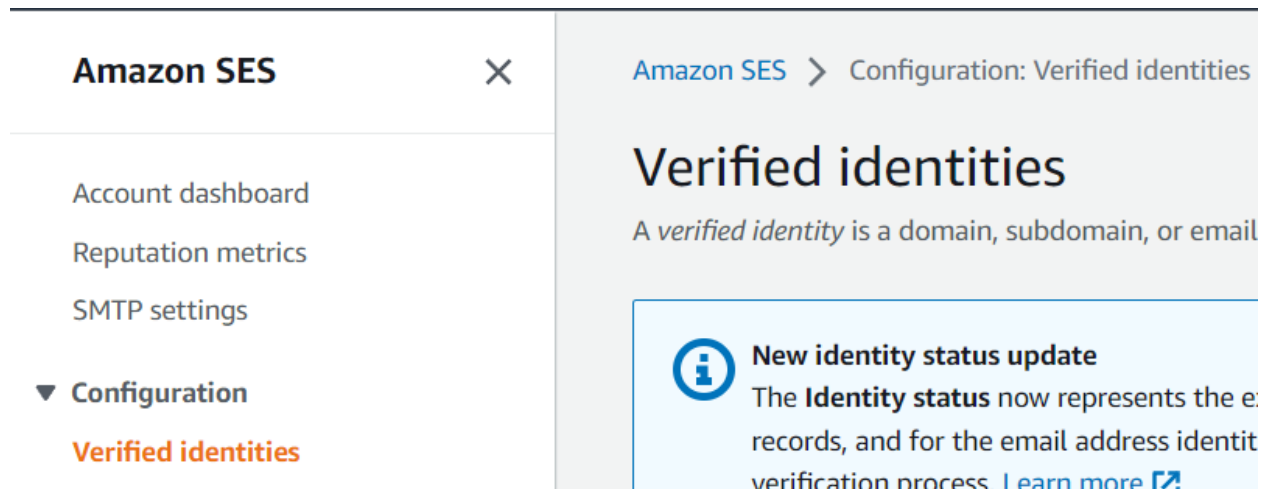 Amazon SES
Account dashboard
Reputation metrics
SMTP settings
Configuration
Verified identities
Amazon SES > Configuration: Verified identities
Verified identities
A verified identity is a domain, subdomain, or email
New identity status update
The Identity status now represents the
records, and for the email address
verification process. Learn more